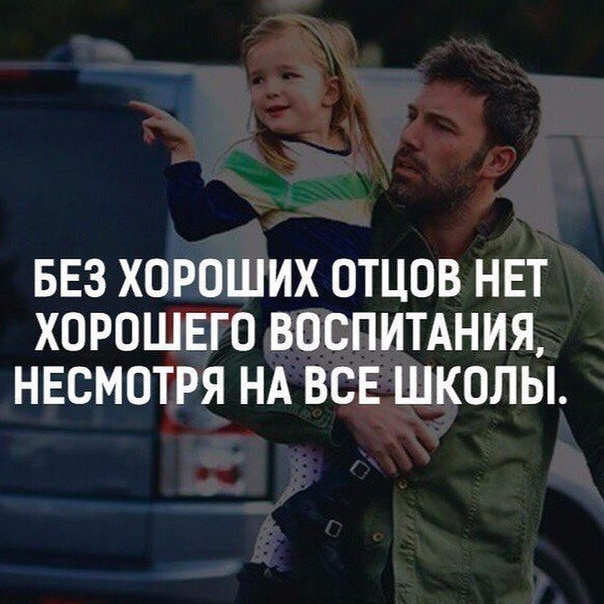 БЕЗ ХОРОШИХ ОТЦОВ НЕТ
ХОРОШЕГО ВОСПИТАНИЯ,
НЕСМОТРЯ НА ВСЕ ШКОЛЫ.